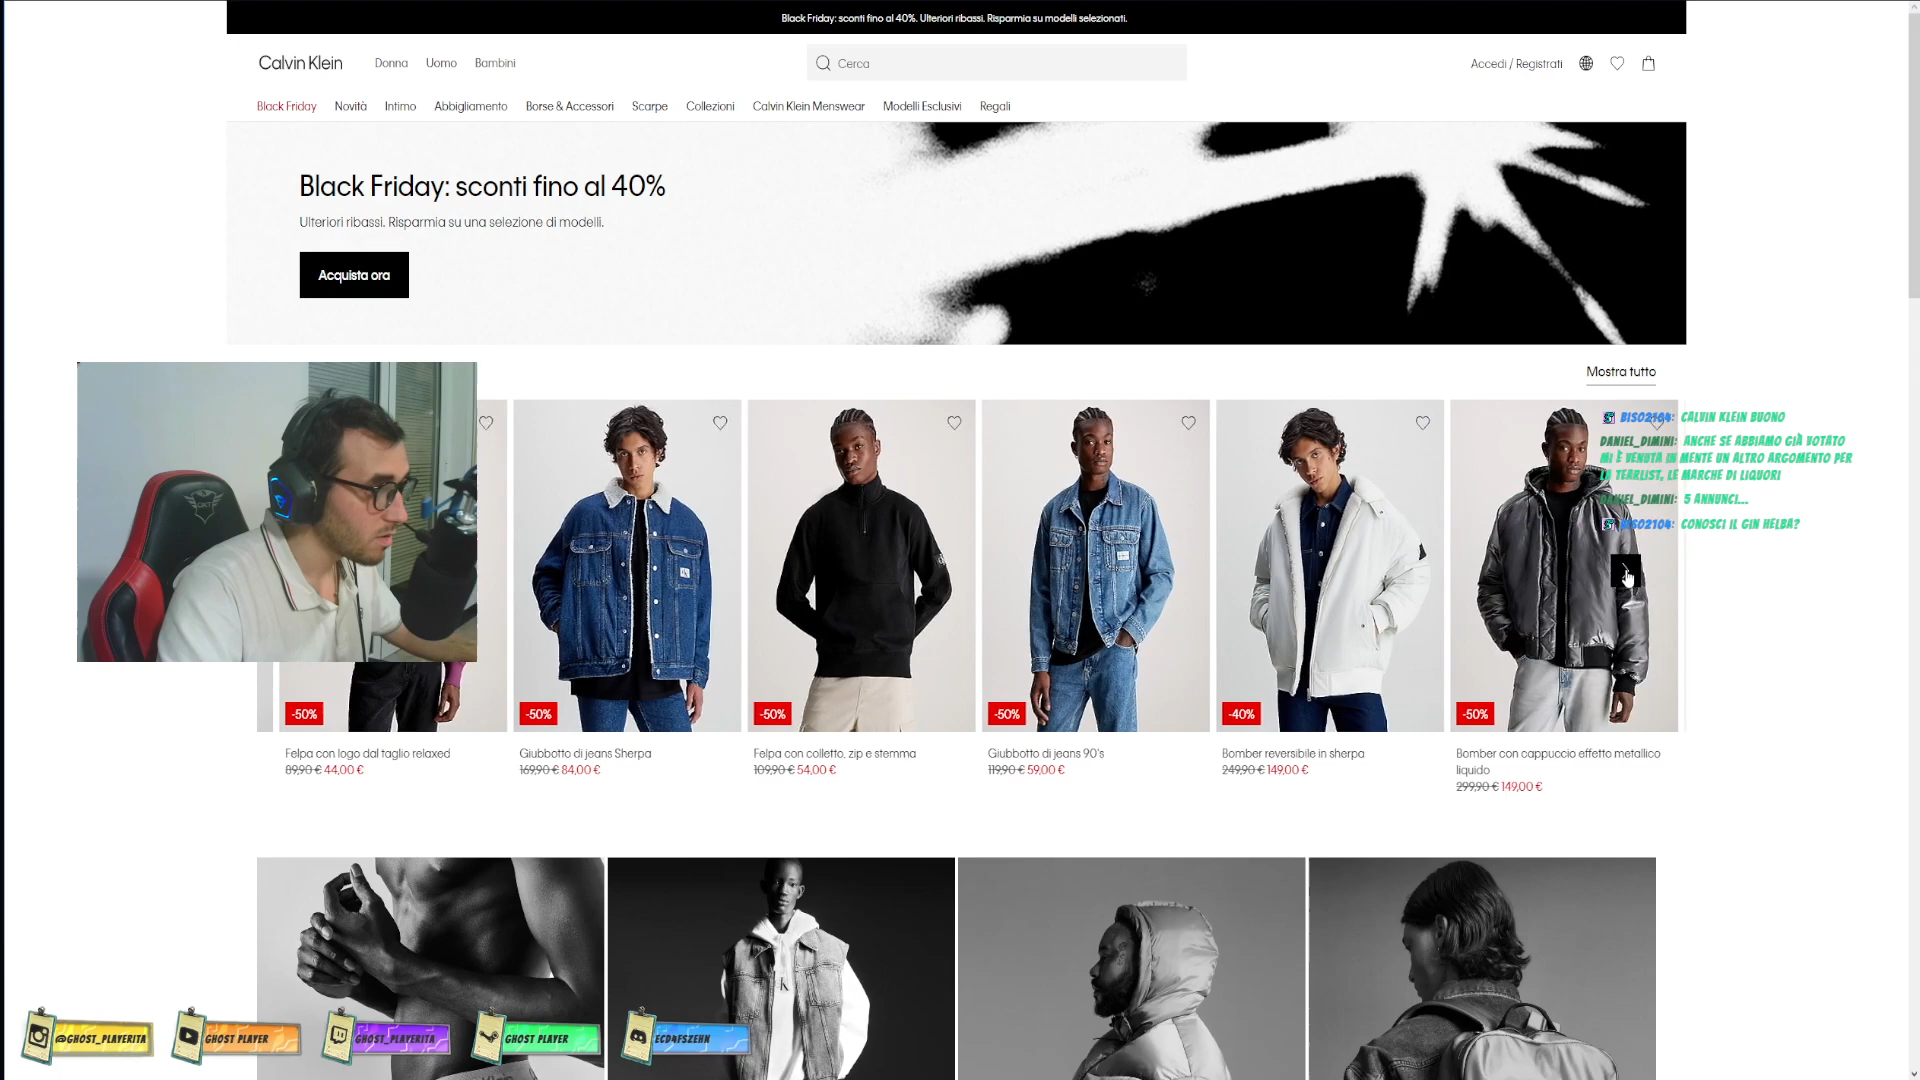 Black Friday: sconti fino al 40%. Ulteriori ribassi. Risparmia su modelli selezionati.
Calvin Klein
Donna
Uomo
Bambini
Cerca
Accedi / Registrati
Black Friday
Novità
Intimo
Abbigliamento
Borse & Accessori
Scarpe
Collezioni
Calvin Klein Menswear
Modelli Esclusivi
Regali
Black Friday: sconti fino al 40%
Ulteriori ribassi. Risparmia su una selezione di modelli.
Acquista ora
Mostra tutto
BISO2104: CALVIN KLEIN BUONO
DANIEL_DIMINI: ANCHE SE ABBIAMO GIÀ VOTATO
MI È VENUTA IN MENTE UN ALTRO ARGOMENTO PER
LA TEARLIST, LE MARCHE DI LIQUORI
DANIEL_DIMINI: 5 ANNUNCI...
BISO2104: CONOSCI IL GIN HELBA?
-50%
-50%
-50%
-50%
-40%
-50%
Felpa con logo dal taglio relaxed
89,90 € 44,00 €
Giubbotto di jeans Sherpa
169,90 € 84,00 €
Felpa con colletto, zip e stemma
109,90 € 54,00 €
Giubbotto di jeans 90's
119,90 € 59,00 €
Bomber reversibile in sherpa
249,90 € 149,00 €
Bomber con cappuccio effetto metallico
liquido
299,90 € 149,00 €
@GHOST_PLAYERITA
GHOST PLAYER
GHOST_PLAYERITA
GHOST PLAYER
ECD4FSZEHN